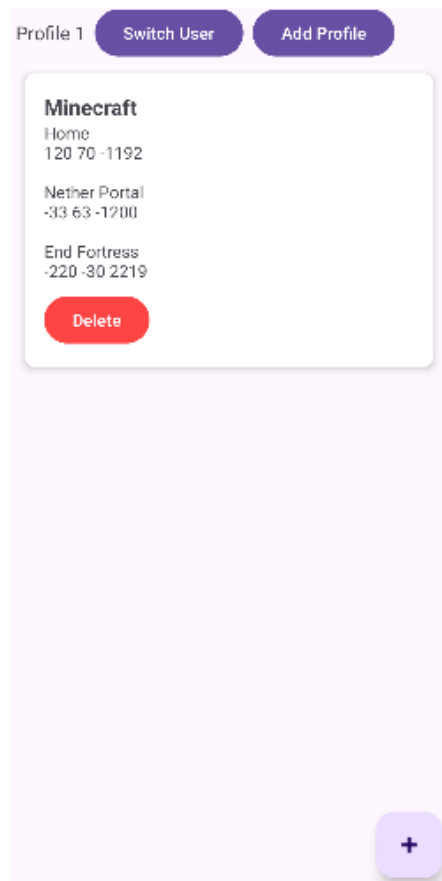 Profile 1 Switch User Add Profile
Minecraft
Home
120 70 -1192
Nether Portal
-33 63 -1200
End Fortress
-220 -30 2219
Delete
+